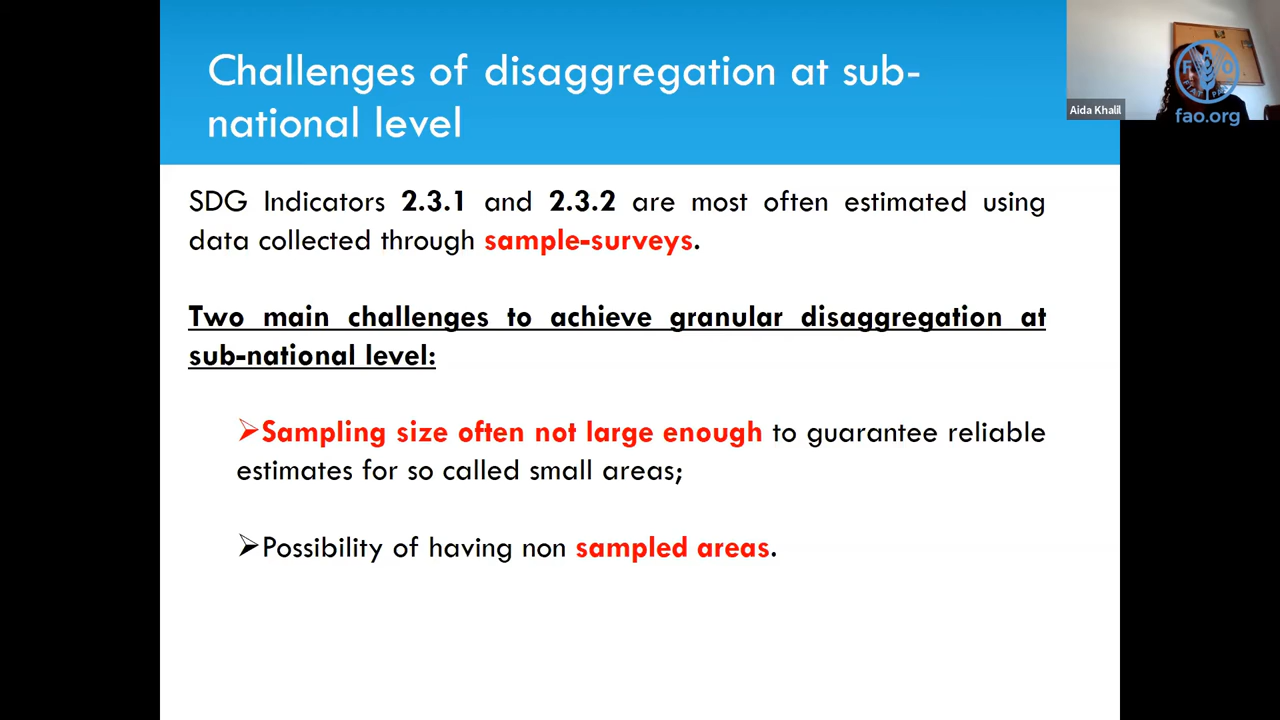 Challenges of disaggregation at sub-
national level
Aida Khalil
F A O
FIAT PA
fao.org
SDG Indicators 2.3.1 and 2.3.2 are most often estimated using
data collected through sample-surveys.
Two main challenges to achieve granular disaggregation at
sub-national level:
➢Sampling size often not large enough to guarantee reliable
estimates for so called small areas;
➢Possibility of having non sampled areas.